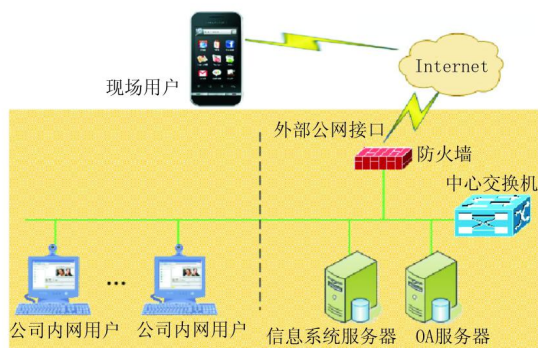 现场用户
Internet
外部公网接口
防火墙
中心交换机
...
公司内网用户
公司内网用户
信息系统服务器
OA服务器